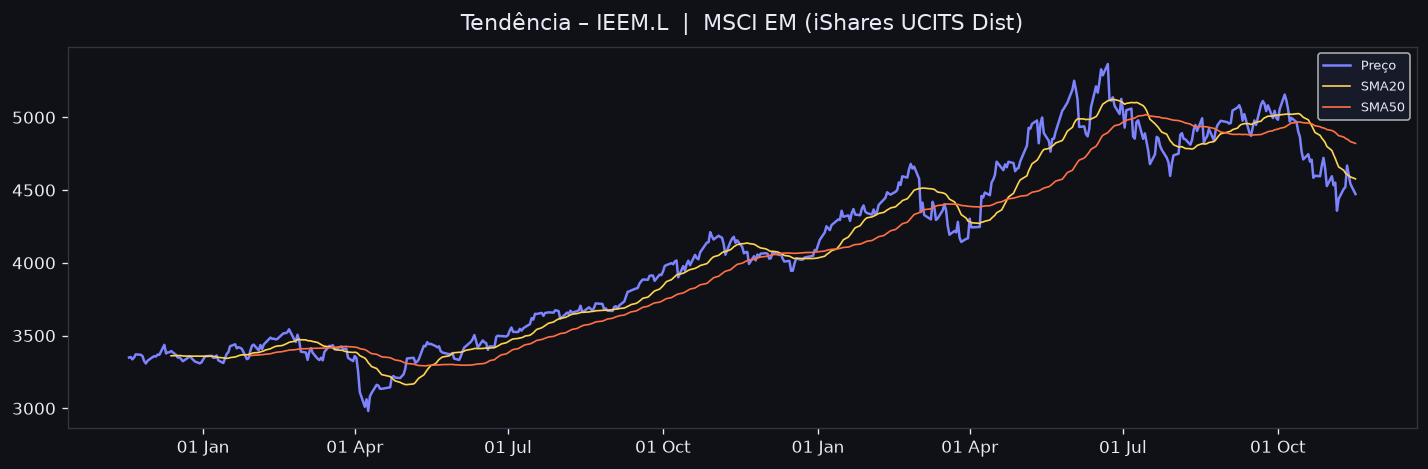 Tendência – IEEM.L | MSCI EM (iShares UCITS Dist)
Preço
SMA20
SMA50
5000
4500
4000
3500
3000
01 Jan
01 Apr
01 Jul
01 Oct
01 Jan
01 Apr
01 Jul
01 Oct